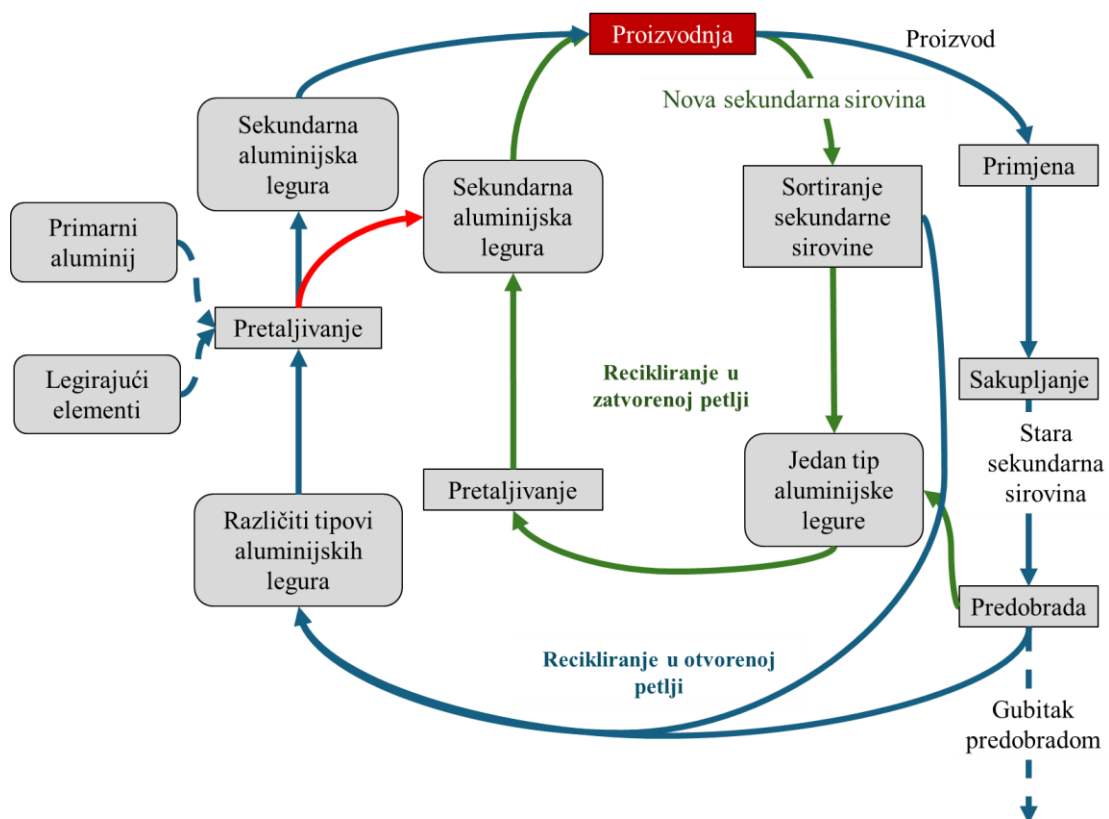 Proizvodnja
Proizvod
Nova sekundarna sirovina
Sekundarna
aluminijska
legura
Sekundarna
aluminijska
legura
Sortiranje
sekundarne
sirovine
Primjena
Primarni
aluminij
Pretaljivanje
Legirajući
elementi
Recikliranje u
zatvorenoj petlji
Sakupljanje
Stara
sekundarna
sirovina
Jedan tip
aluminijske
legure
Pretaljivanje
Različiti tipovi
aluminijskih
legura
Predobrada
Recikliranje u otvorenoj
petlji
Gubitak
predobradom